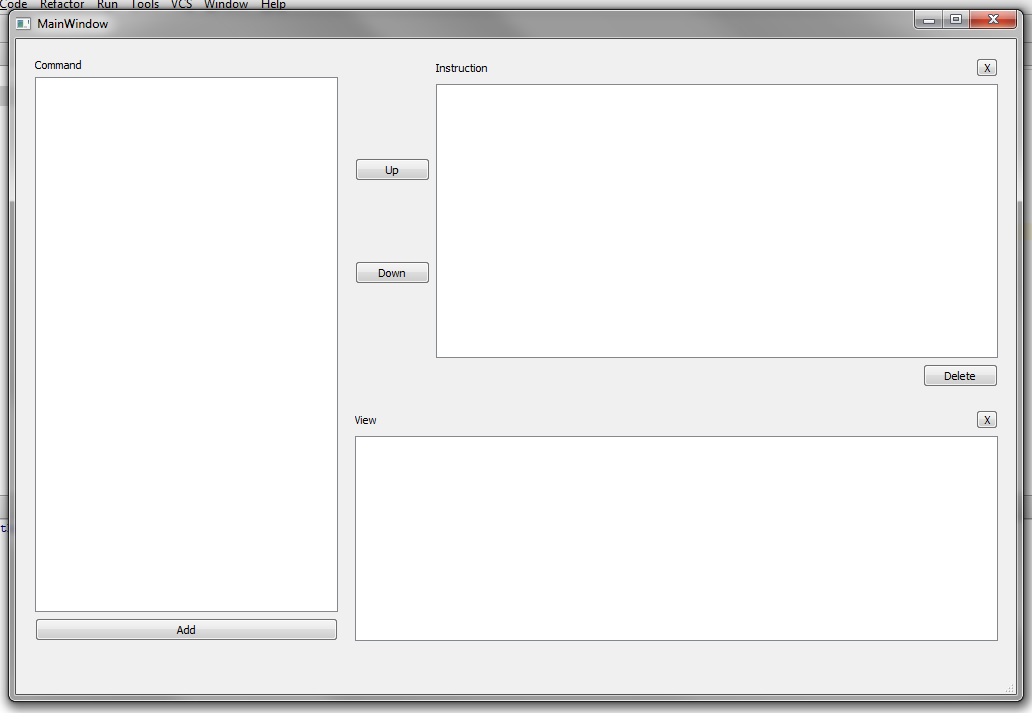 Code Refactor Run Tools VCS Window Help
MainWindow
Command
Instruction
X
Up
Down
Delete
View
X
Add